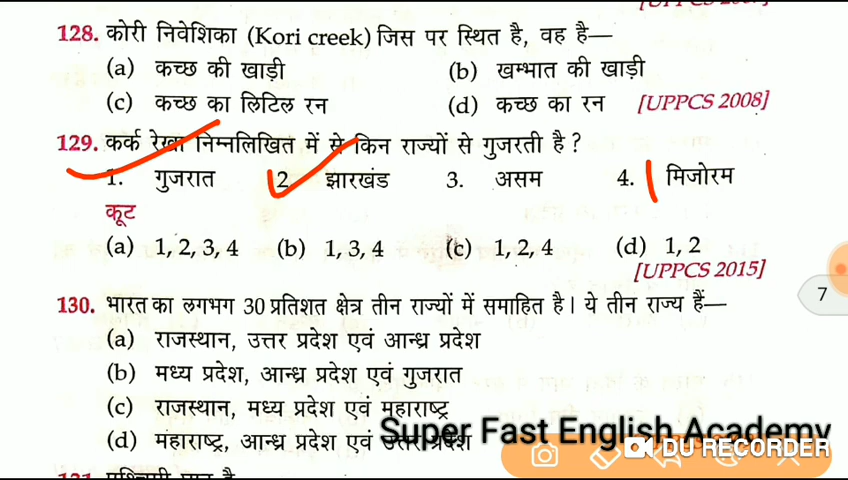 128. कोरी निवेशिका (Kori creek) जिस पर स्थित है, वह है—
(a) कच्छ की खाड़ी (b) खम्भात की खाड़ी
(c) कच्छ का लिटिल रन (d) कच्छ का रन [UPPCS 2008]
129. कर्क रेखा निम्नलिखित में से किन राज्यों से गुजरती है?
1. गुजरात 2. झारखंड 3. असम 4. मिजोरम
कूट
(a) 1, 2, 3, 4 (b) 1, 3, 4 (c) 1, 2, 4 (d) 1, 2
[UPPCS 2015]
130. भारत का लगभग 30 प्रतिशत क्षेत्र तीन राज्यों में समाहित है। ये तीन राज्य हैं—
(a) राजस्थान, उत्तर प्रदेश एवं आन्ध्र प्रदेश
(b) मध्य प्रदेश, आन्ध्र प्रदेश एवं गुजरात
(c) राजस्थान, मध्य प्रदेश एवं महाराष्ट्र
(d) महाराष्ट्र, आन्ध्र प्रदेश एवं उत्तर प्रदेश
Super Fast English Academy
DU RECORDER
7